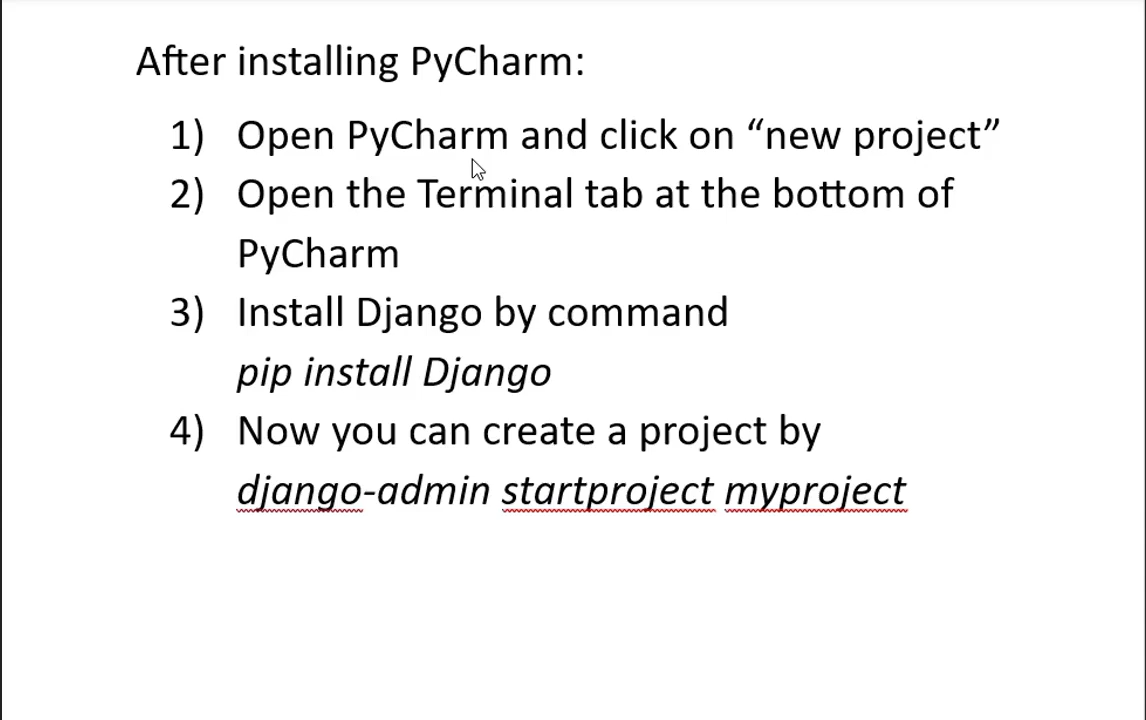 After installing PyCharm:
1) Open PyCharm and click on “new project”
2) Open the Terminal tab at the bottom of
PyCharm
3) Install Django by command
pip install Django
4) Now you can create a project by
django-admin startproject myproject